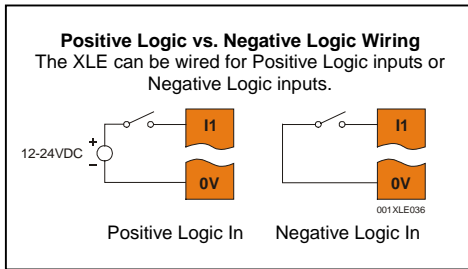 Positive Logic vs. Negative Logic Wiring
The XLE can be wired for Positive Logic inputs or
Negative Logic inputs.
I1
I1
+
12-24VDC
−
0V
0V
001XLE036
Positive Logic In
Negative Logic In